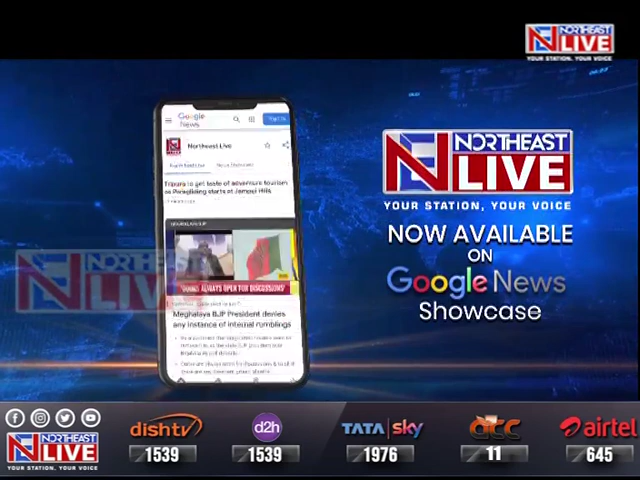 NORTHEAST
LIVE
YOUR STATION, YOUR VOICE
Google
News
Northeast Live
Tripura to get taste of adventure tourism
as Paragliding starts at Jampui Hills
ALWAYS OPEN FOR DISCUSSIONS'
Meghalaya BJP President denies
any instance of internal rumblings
NORTHEAST
LIVE
YOUR STATION, YOUR VOICE
NOW AVAILABLE
ON
Google News
Showcase
NORTHEAST
LIVE
NORTHEAST
LIVE
YOUR STATION, YOUR VOICE
dishtv
1539
d2h
1539
TATA sky
1976
acc
11
airtel
645